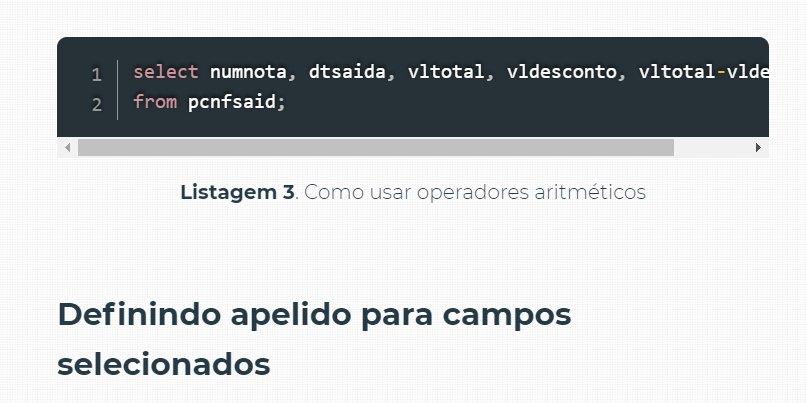 1 select numnota, dtsaida, vltotal, vldesconto, vltotal-vlde
2 from pcnfsaid;
Listagem 3. Como usar operadores aritméticos
Definindo apelido para campos
selecionados